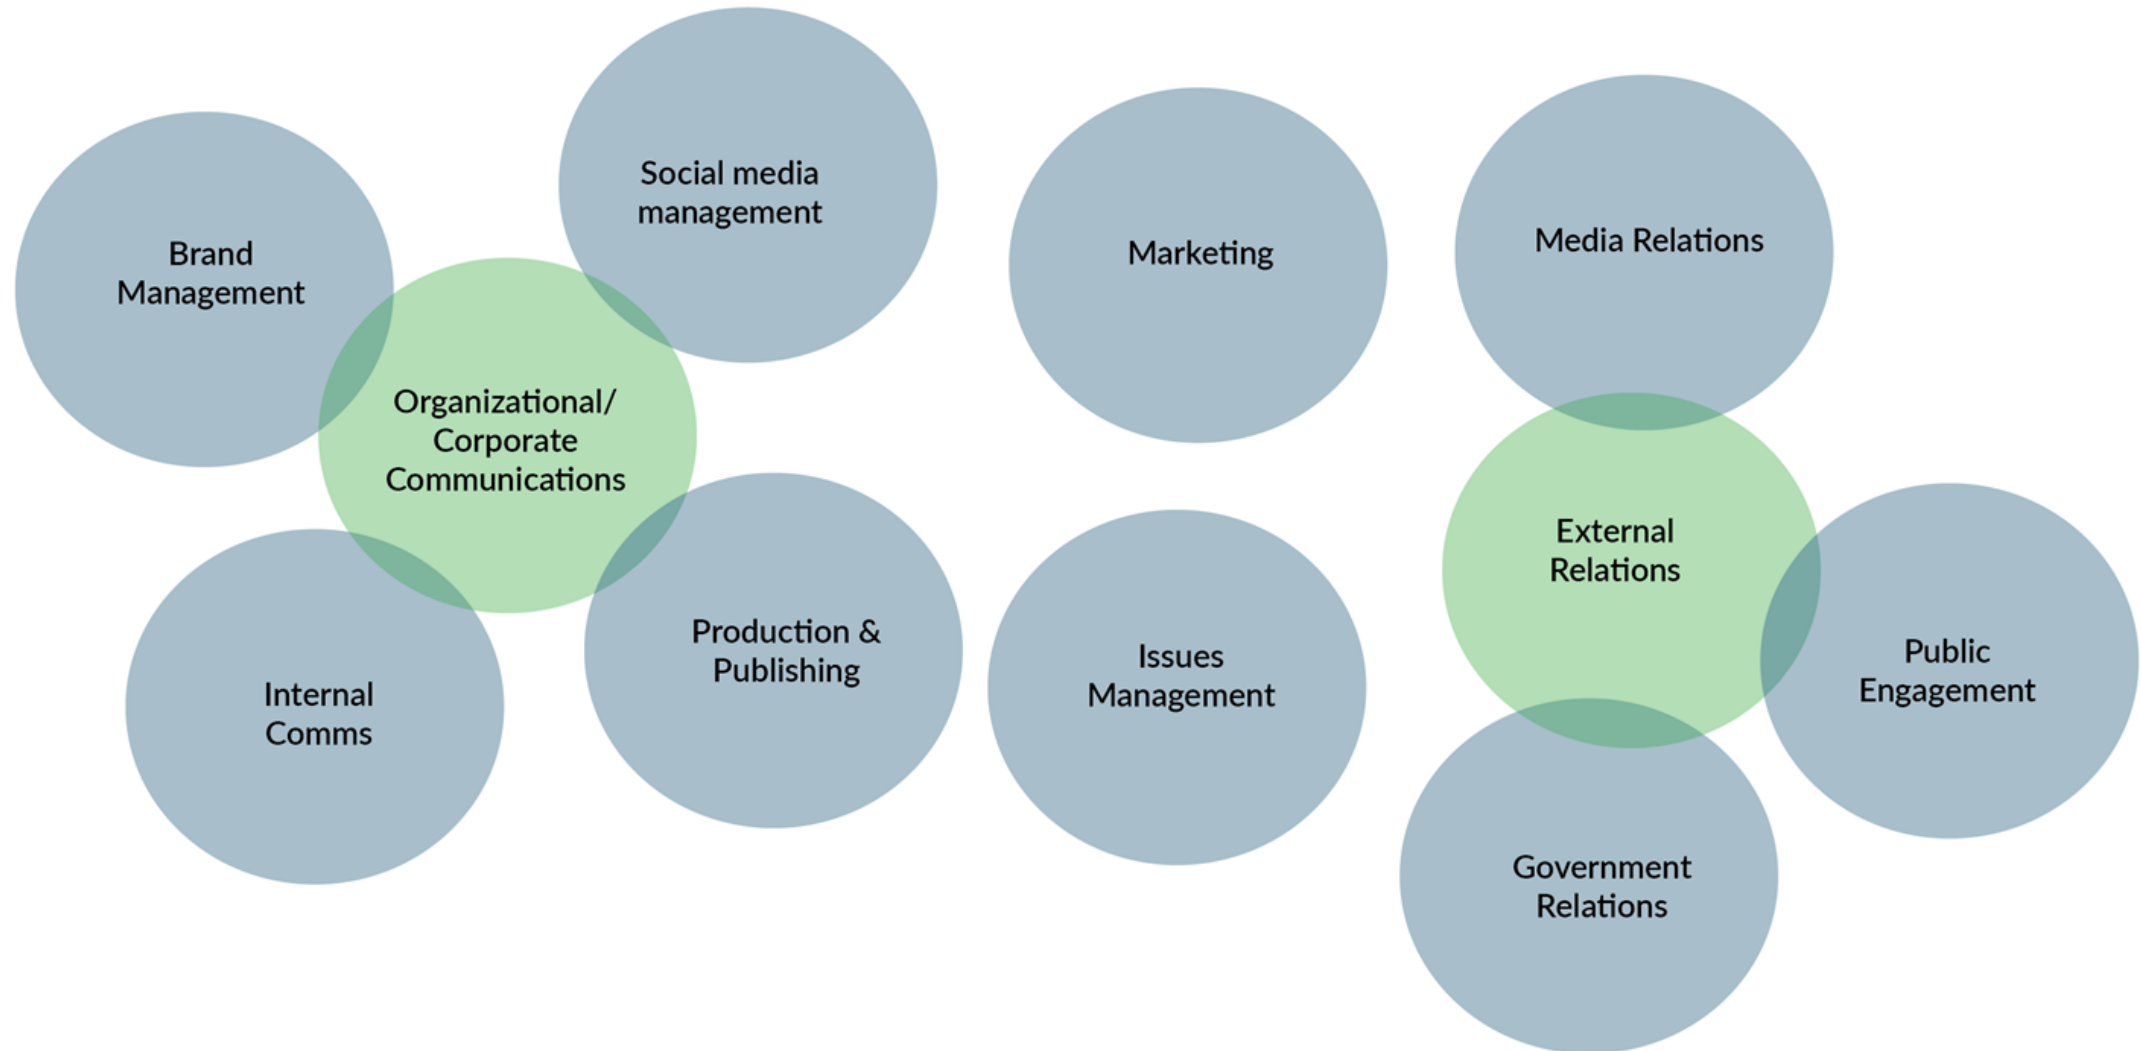 Social media
management
Brand
Management
Marketing
Media Relations
Organizational/
Corporate
Communications
External
Relations
Production &
Publishing
Issues
Management
Public
Engagement
Internal
Comms
Government
Relations